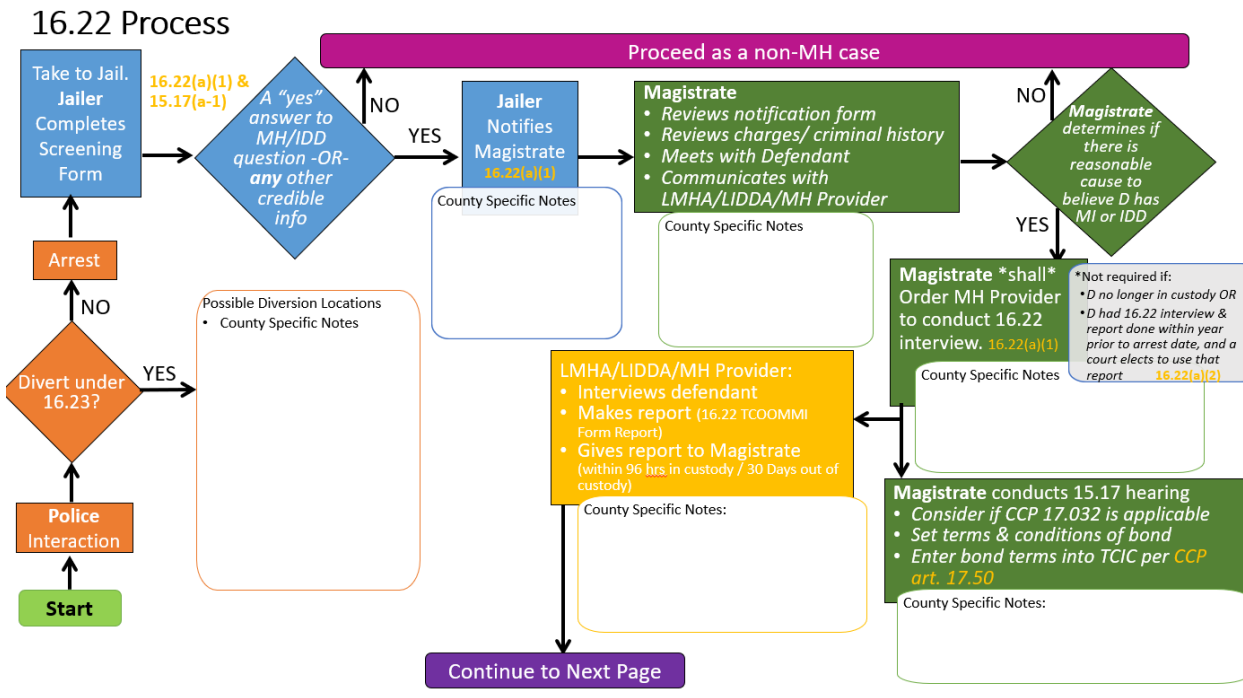 16.22 Process
Proceed as a non-MH case
Take to Jail.
Jailer
Completes
Screening
Form
16.22(a)(1) &
15.17(a-1)
A “yes”
answer to
MH/IDD
question -OR-
any other
credible
info
NO
YES
Jailer
Notifies
Magistrate
16.22(a)(1)
County Specific Notes
Magistrate
• Reviews notification form
• Reviews charges/ criminal history
• Meets with Defendant
• Communicates with
LMHA/LIDDA/MH Provider
County Specific Notes
NO
Magistrate
determines if
there is
reasonable
cause to
believe D has
MI or IDD
YES
Magistrate *shall*
Order MH Provider
to conduct 16.22
interview. 16.22(a)(1)
*Not required if:
• D no longer in custody OR
• D had 16.22 interview &
report done within year
prior to arrest date, and a
court elects to use that
report 16.22(a)(2)
County Specific Notes
Arrest
NO
Divert under
16.23?
YES
Possible Diversion Locations
• County Specific Notes
Police
Interaction
Start
LMHA/LIDDA/MH Provider:
• Interviews defendant
• Makes report (16.22 TCOOMMI
Form Report)
• Gives report to Magistrate
(within 96 hrs in custody / 30 Days out of
custody)
County Specific Notes:
Magistrate conducts 15.17 hearing
• Consider if CCP 17.032 is applicable
• Set terms & conditions of bond
• Enter bond terms into TCIC per CCP
art. 17.50
County Specific Notes:
Continue to Next Page